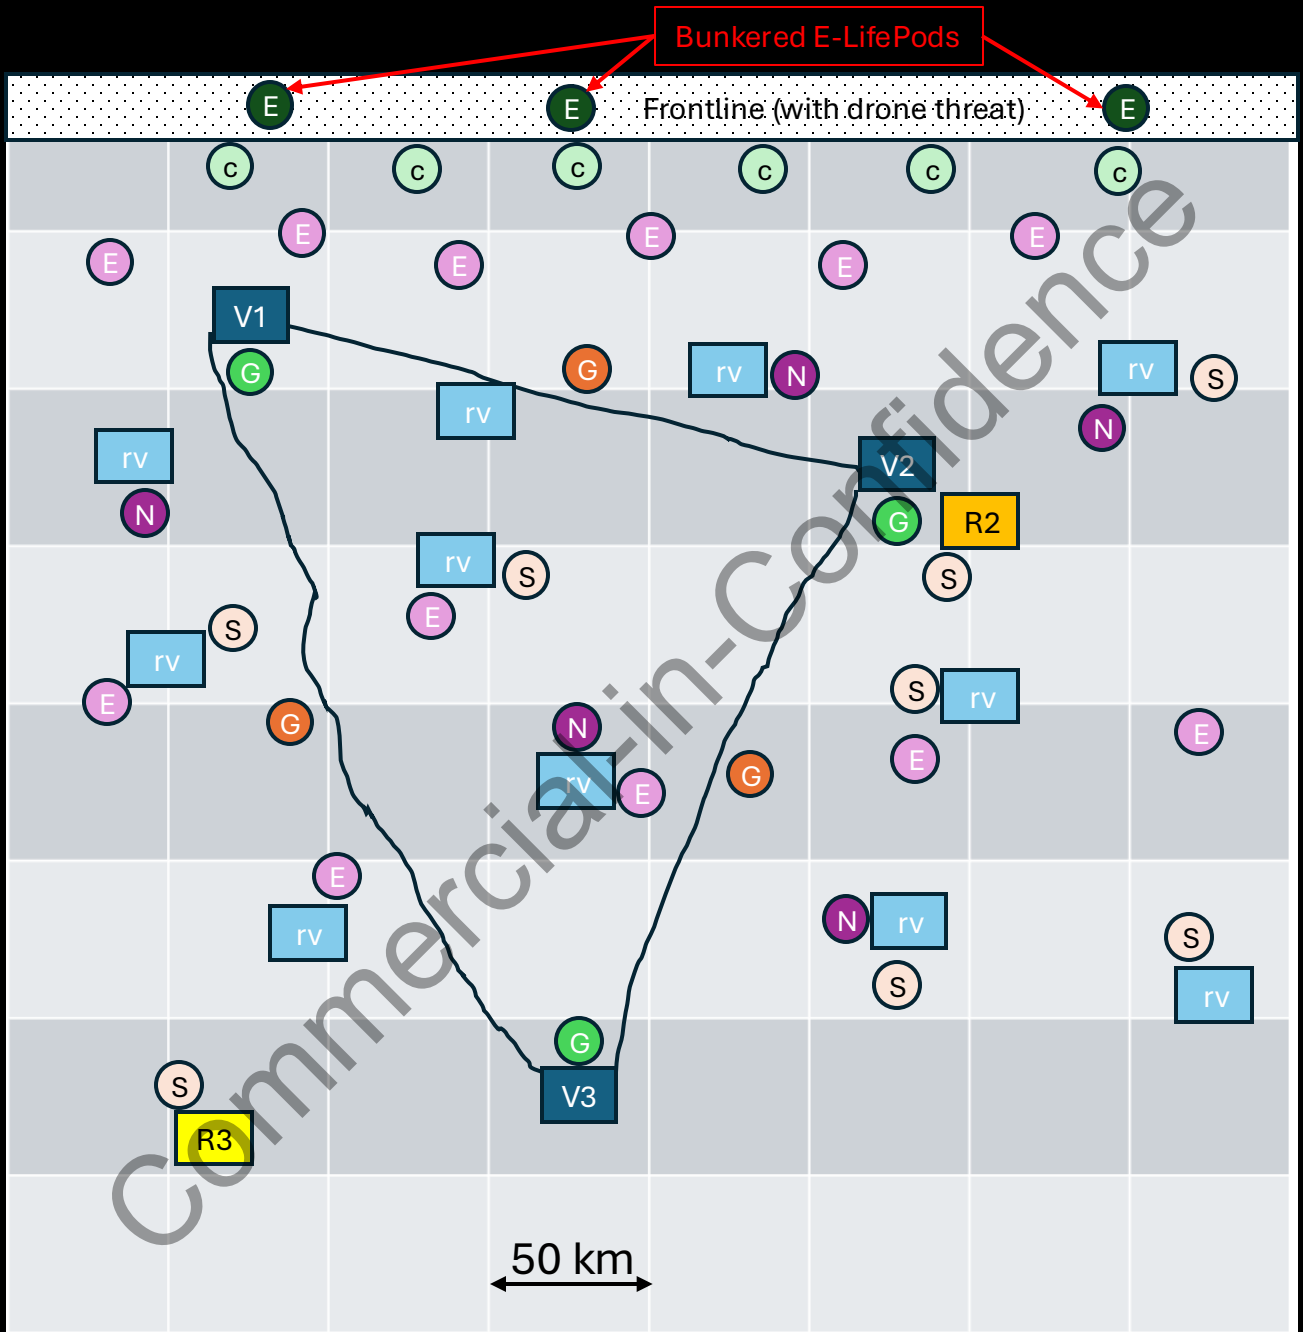 Bunkered E-LifePods
E E Frontline (with drone threat) E
c c c c c c
E E E E E E
V1
G G rv N rv S
rv N
rv V2
N G R2
rv S S
E
S
rv S rv
E G N E E
rv E G
E
rv N rv S
S rv
G
S V3
R3
50 km
Commercial-in-Confidence